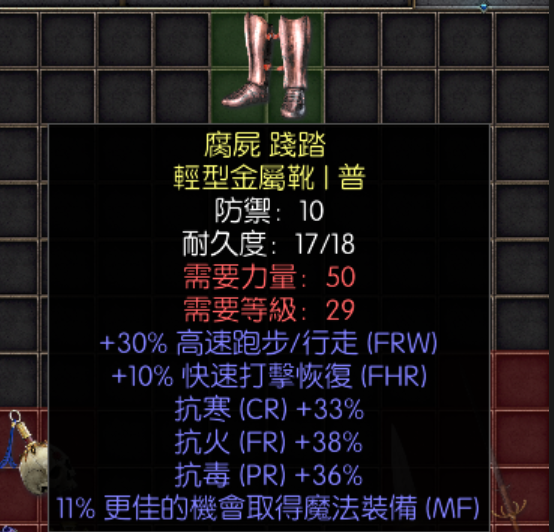 腐屍 踐踏
輕型金屬靴 | 普
防禦: 10
耐久度: 17/18
需要力量: 50
需要等級: 29
+30% 高速跑步/行走 (FRW)
+10% 快速打擊恢復 (FHR)
抗寒 (CR) +33%
抗火 (FR) +38%
抗毒 (PR) +36%
11% 更佳的機會取得魔法裝備 (MF)